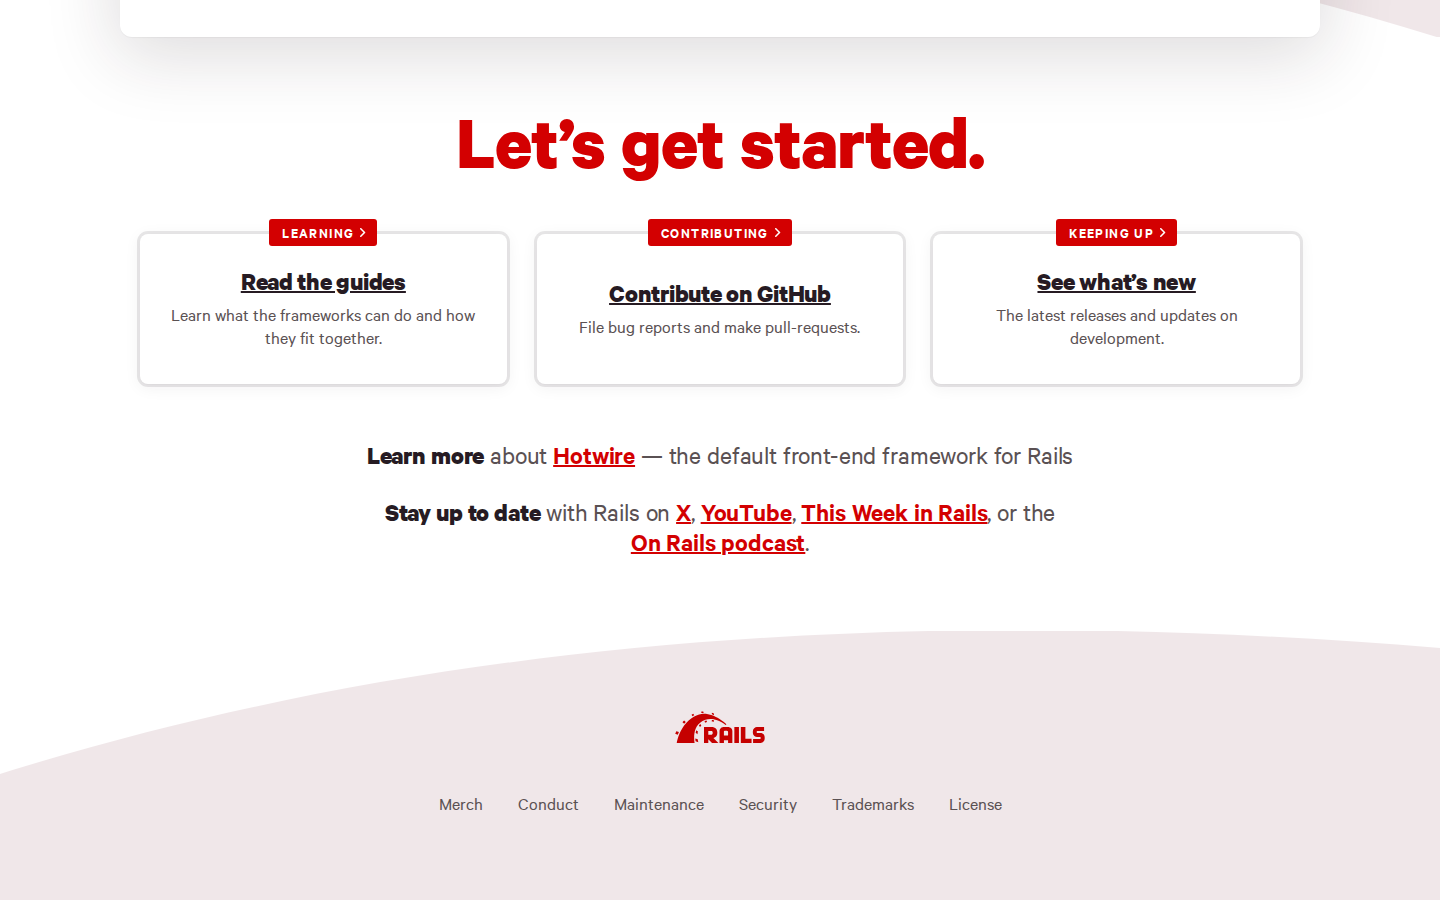 Let’s get started.
LEARNING
Read the guides
Learn what the frameworks can do and how
they fit together.
CONTRIBUTING
Contribute on GitHub
File bug reports and make pull-requests.
KEEPING UP
See what’s new
The latest releases and updates on
development.
Learn more about Hotwire — the default front-end framework for Rails
Stay up to date with Rails on X, YouTube, This Week in Rails, or the
On Rails podcast.
RAILS
Merch Conduct Maintenance Security Trademarks License